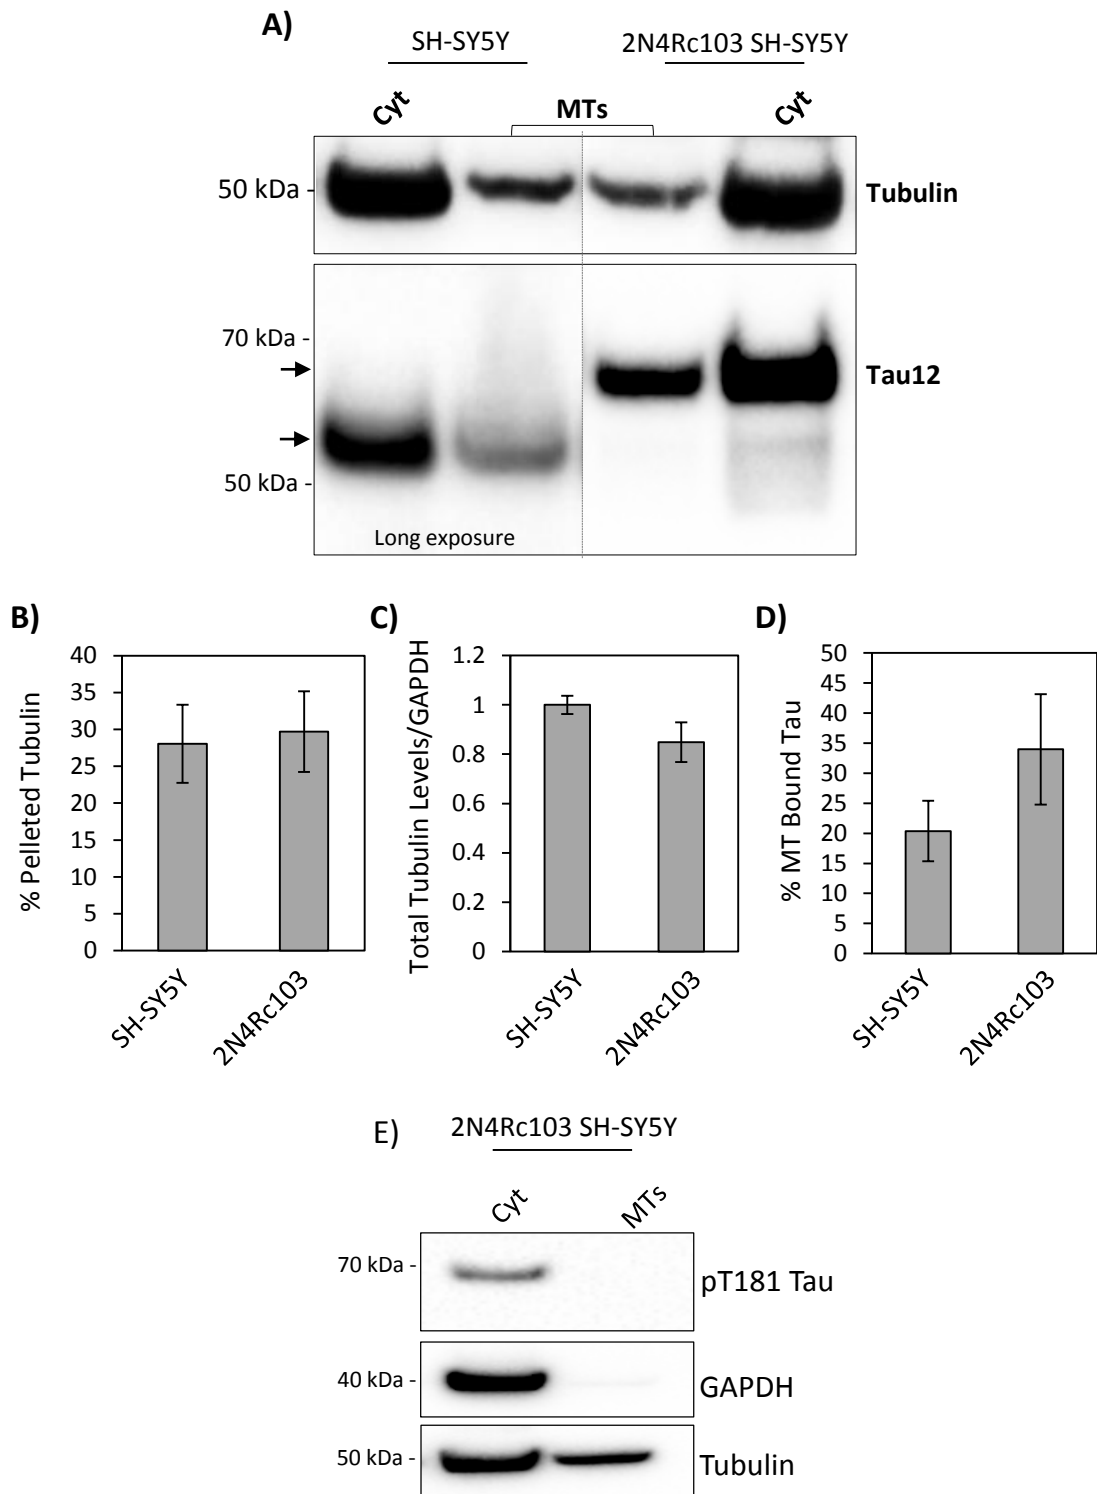 A)
SH-SY5Y
2N4Rc103 SH-SY5Y
Cyt
MTs
Cyt
50 kDa -
Tubulin
70 kDa -
Tau12
50 kDa -
Long exposure
B)
% Pelleted Tubulin
40
35
30
25
20
15
10
5
0
SH-SY5Y
2N4Rc103
C)
Total Tubulin Levels/GAPDH
1.2
1
0.8
0.6
0.4
0.2
0
SH-SY5Y
2N4Rc103
D)
% MT Bound Tau
50
45
40
35
30
25
20
15
10
5
0
SH-SY5Y
2N4Rc103
E)
2N4Rc103 SH-SY5Y
Cyt
MTs
70 kDa -
pT181 Tau
40 kDa -
GAPDH
50 kDa -
Tubulin